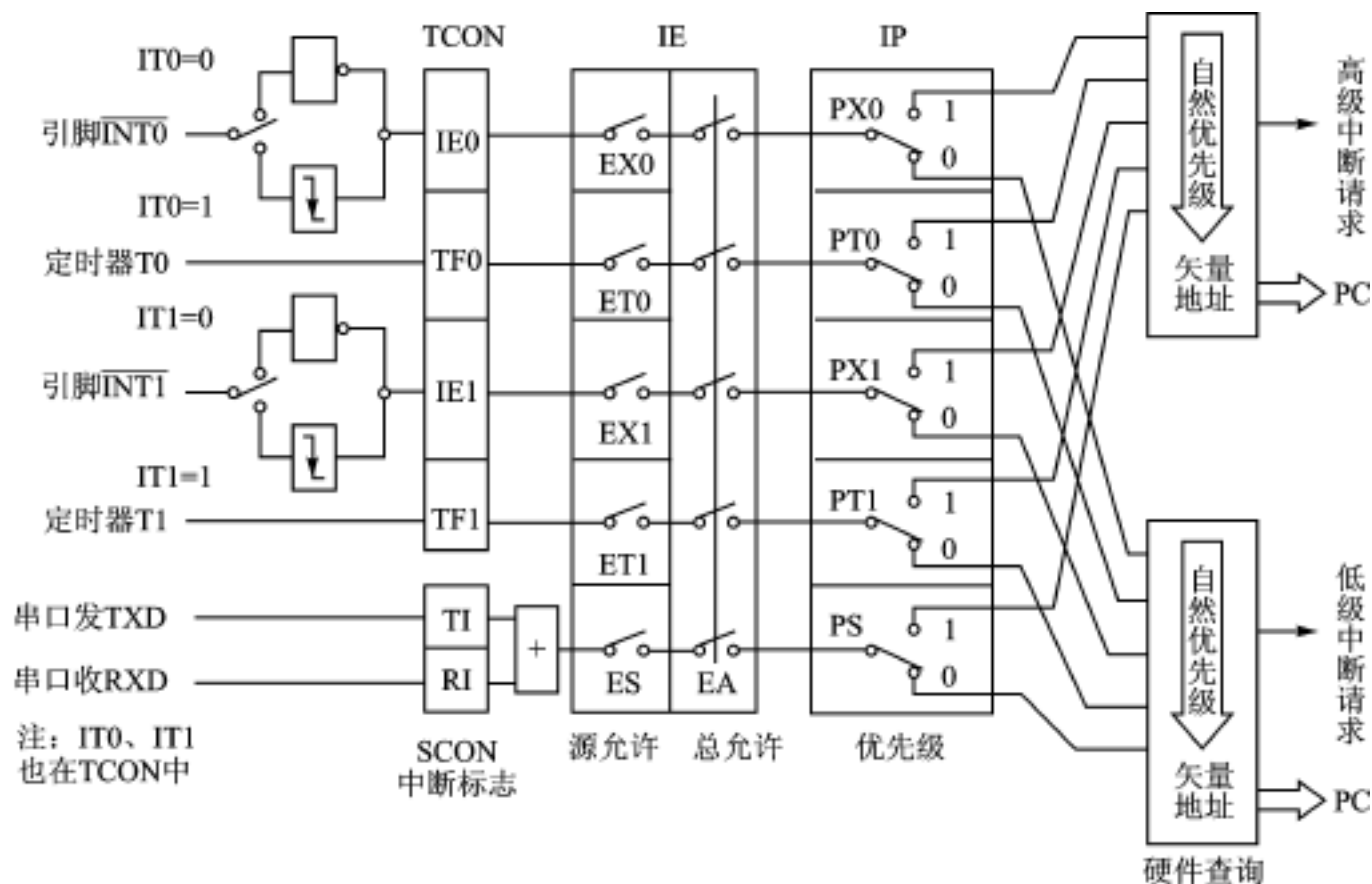 TCON
IE
IP
IT0=0
引脚INT0
IT0=1
IE0
EX0
PX0
1
0
定时器T0
TF0
ET0
PT0
1
0
IT1=0
引脚INT1
IT1=1
IE1
EX1
PX1
1
0
定时器T1
TF1
ET1
PT1
1
0
串口发TXD
TI
串口收RXD
RI
+
ES
EA
PS
1
0
注：IT0、IT1
也在TCON中
SCON
中断标志
源允许
总允许
优先级
自然优先级
矢量
地址
高级中断请求
PC
自然优先级
矢量
地址
低级中断请求
PC
硬件查询